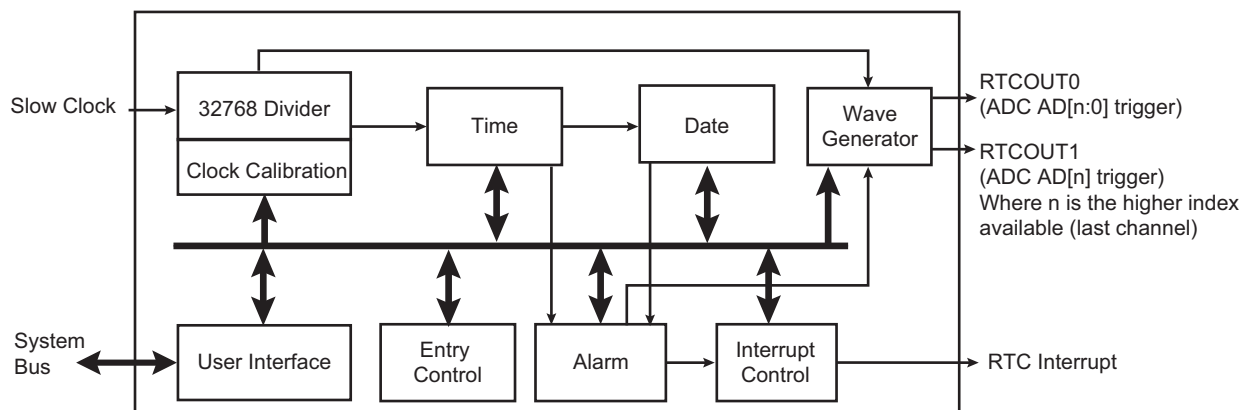 Slow Clock
32768 Divider
Clock Calibration
Time
Date
Wave
Generator
RTCOUT0
(ADC AD[n:0] trigger)
RTCOUT1
(ADC AD[n] trigger)
Where n is the higher index
available (last channel)
System
Bus
User Interface
Entry
Control
Alarm
Interrupt
Control
RTC Interrupt